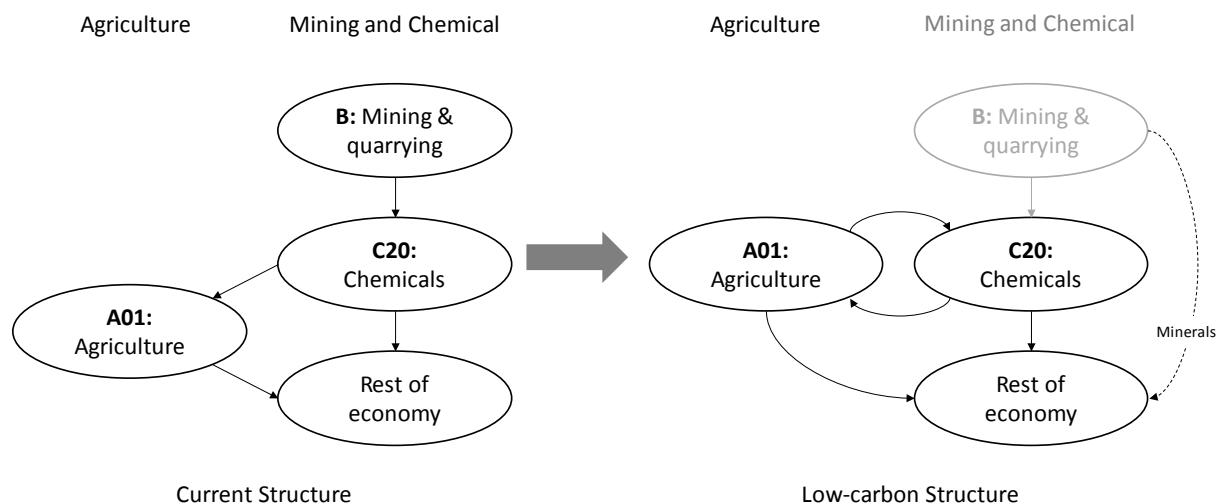 Agriculture
Mining and Chemical
B: Mining &
quarrying
C20:
Chemicals
A01:
Agriculture
Rest of
economy
Current Structure
Agriculture
Mining and Chemical
B: Mining &
quarrying
A01:
Agriculture
C20:
Chemicals
Minerals
Rest of
economy
Low-carbon Structure